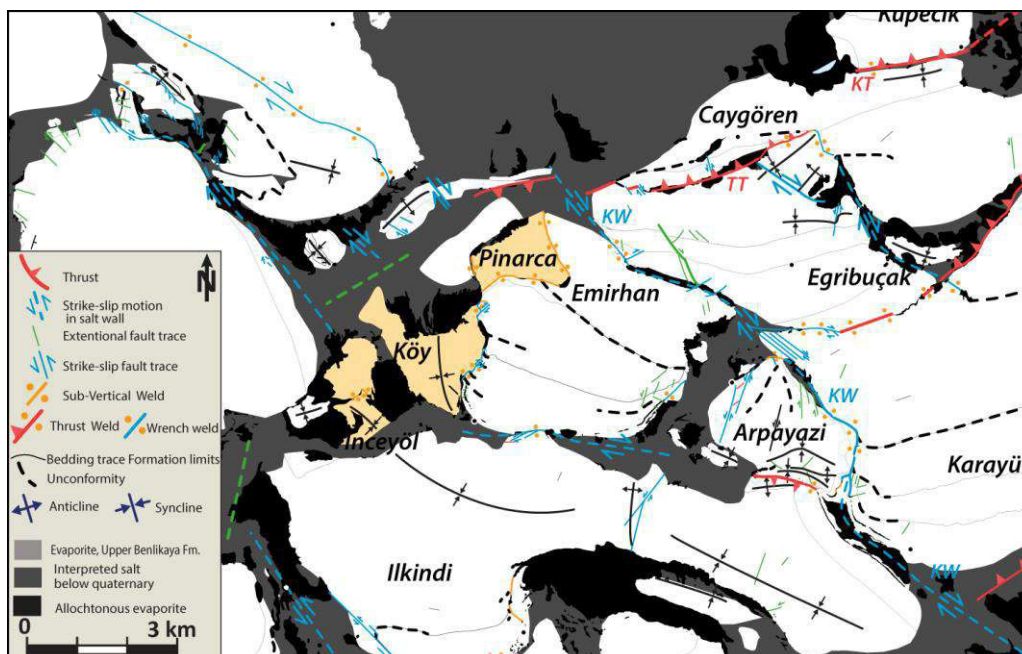 Kupecik
KT
Caygören
TT
KW
Pinarca
Emirhan
Egribuçak
Köy
KW
Inceyöl
Arpayazi
Karayü
Ilkindi
KW
N
Thrust
Strike-slip motion
in salt wall
Extentional fault trace
Strike-slip fault trace
Sub-Vertical Weld
Thrust Weld
Wrench weld
Bedding trace Formation limits
Unconformity
Anticline
Syncline
Evaporite, Upper Benlikaya Fm.
Interpreted salt
below quaternary
Allochtonous evaporite
0
3 km